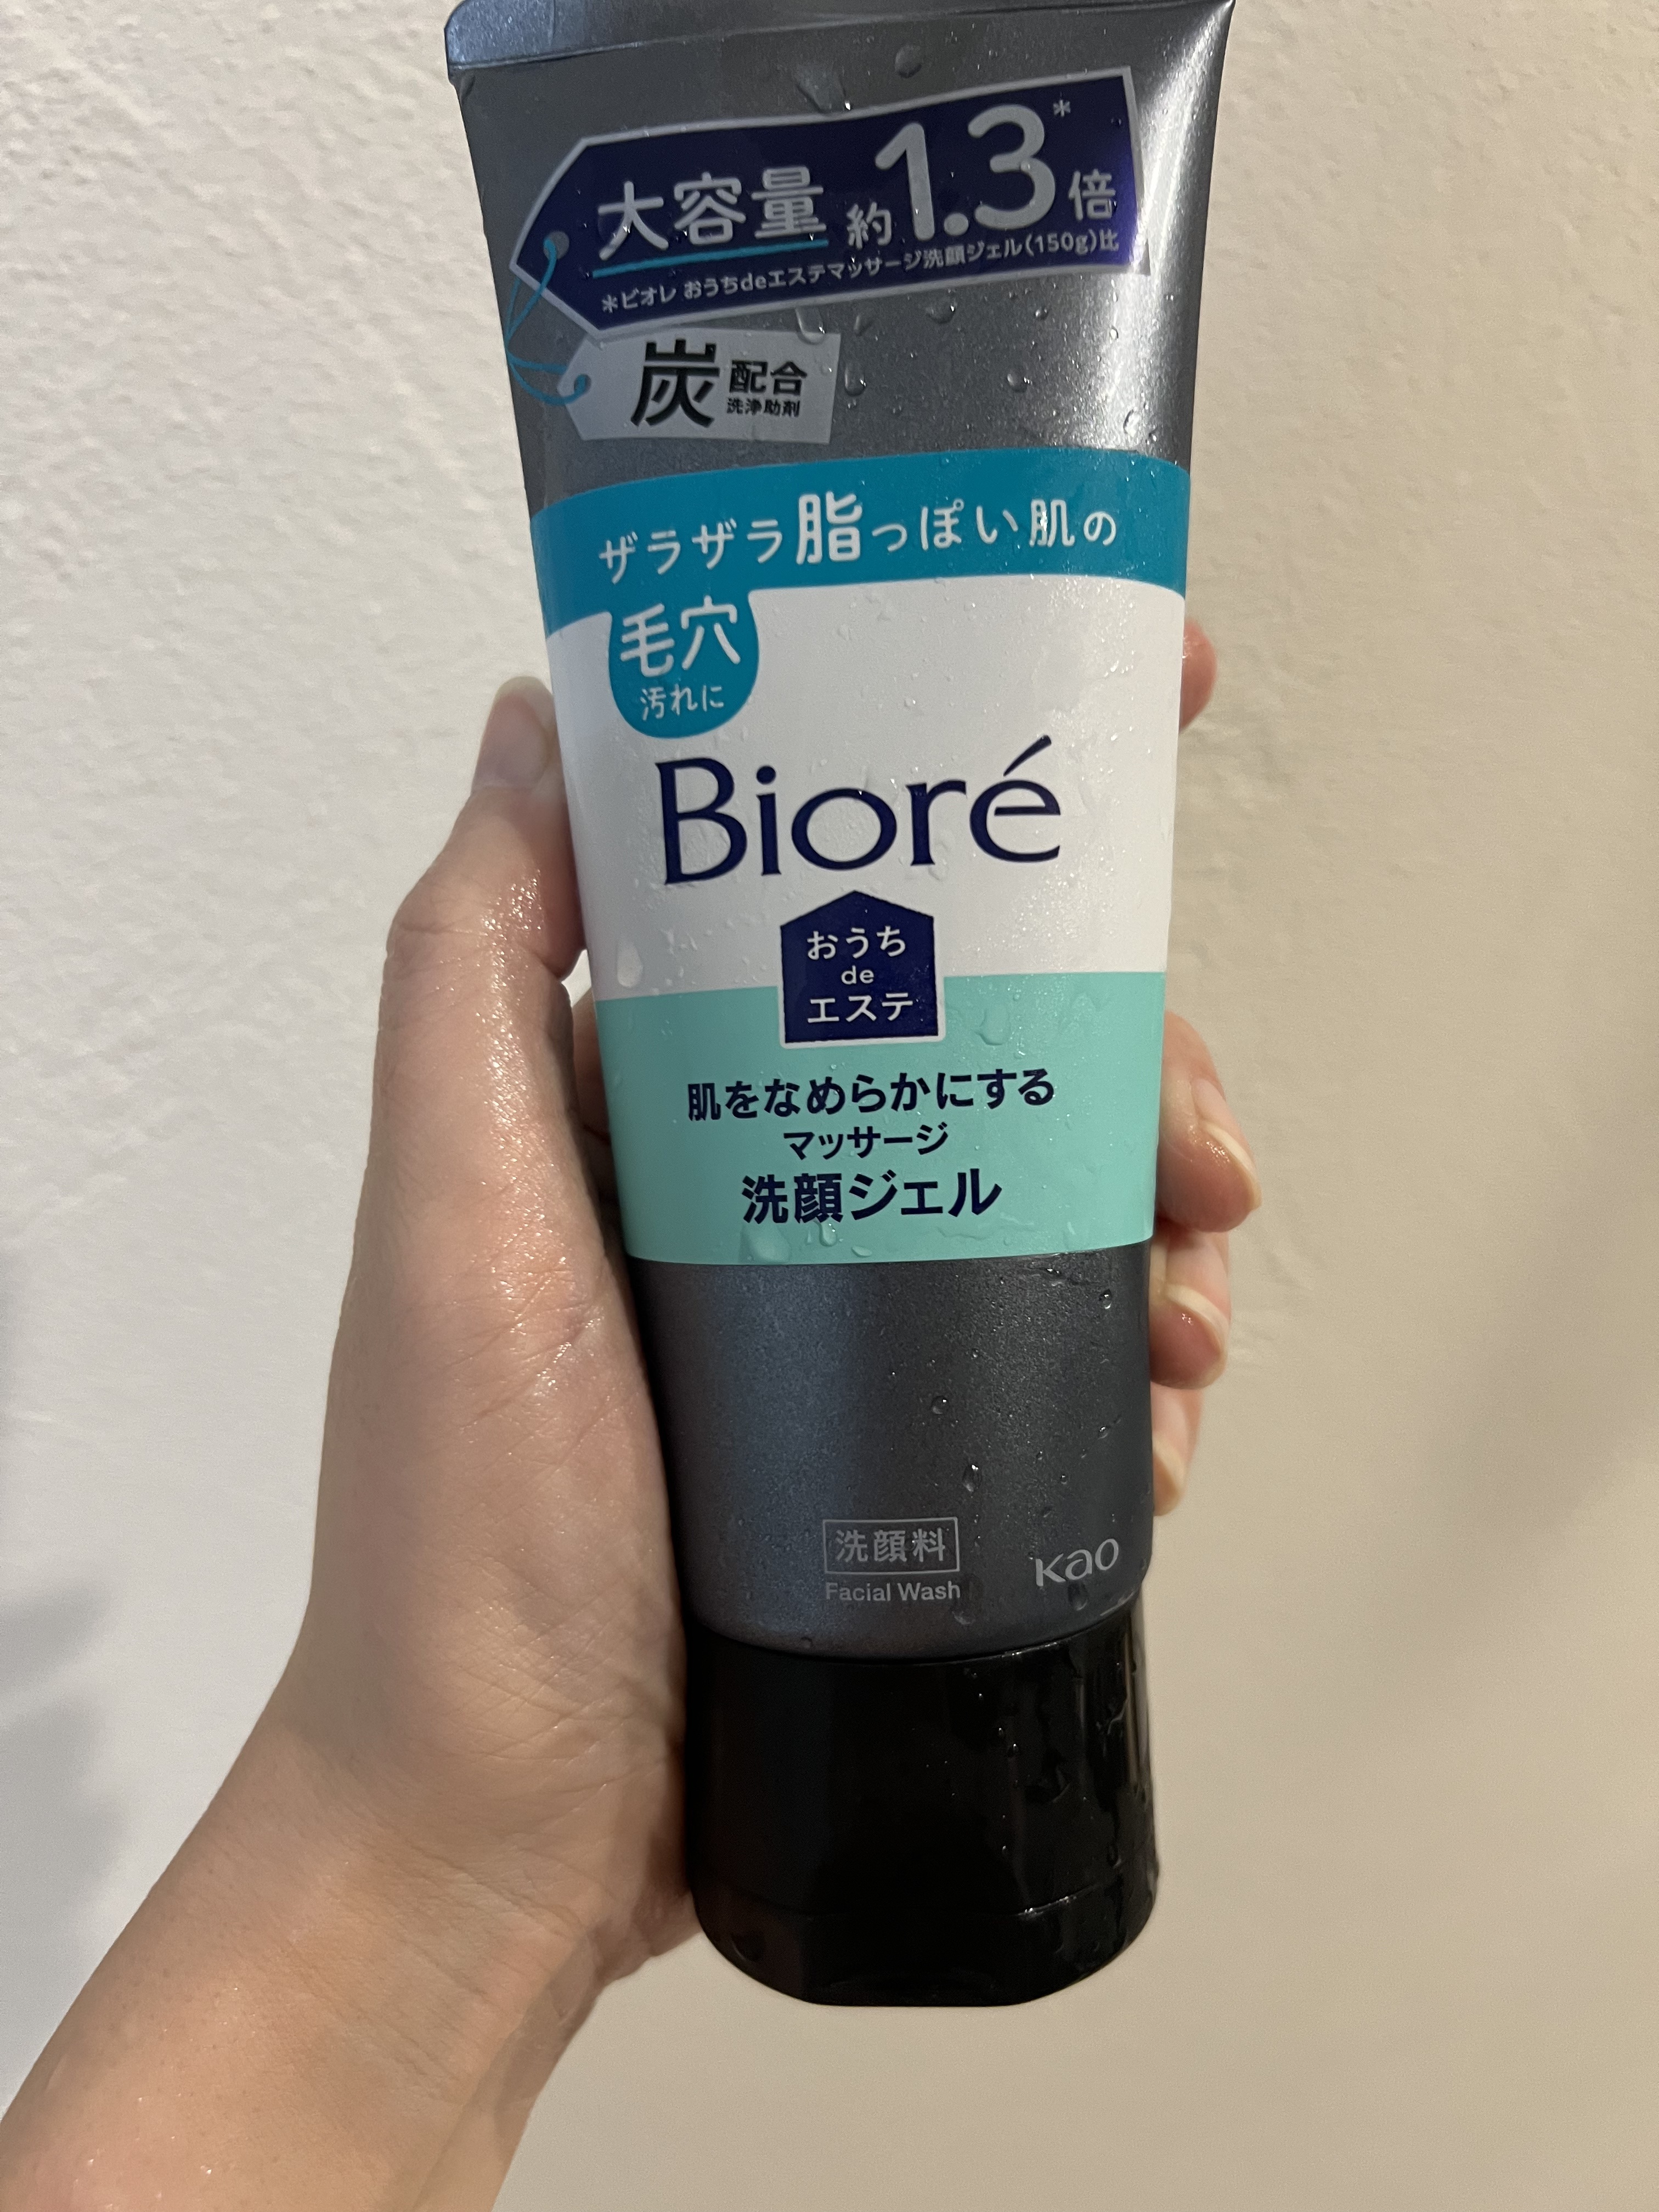 大容量 約1.3*倍
*ビオレ おうちdeエステマッサージ洗顔ジェル(150g)比
炭 配合
洗浄助剤
ザラザラ脂っぽい肌の
毛穴
汚れに
Bioré
おうち
de
エステ
肌をなめらかにする
マッサージ
洗顔ジェル
洗顔料
Facial Wash
Kao